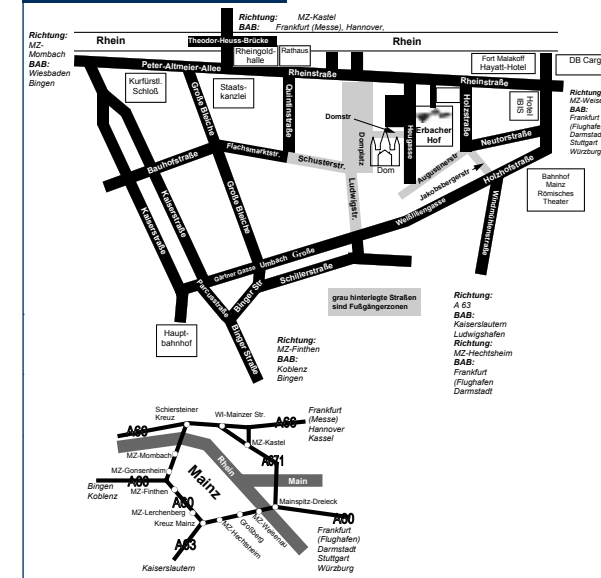 Richtung: MZ-Kastel
BAB: Frankfurt (Messe), Hannover,
Richtung:
MZ-
Mombach
BAB:
Wiesbaden
Bingen
Rhein
Theodor-Heuss-Brücke
Rhein
Rheingold-
halle
Rathaus
Peter-Altmeier-Allee
Rheinstraße
Fort Malakoff
Hayatt-Hotel
DB Carg
Rheinstraße
Kurfürstl.
Schloß
Staats-
kanzlei
Große Bleiche
Quintinstraße
Domstr
Domplatz
Dom
Heugasse
Erbacher
Hof
Holzstraße
Hotel
IBIS
Richtung:
MZ-Weise
BAB:
Frankfurt
(Flughafe
Darmstad
Stuttgart
Würzburg
Neutorstraße
Flachsmarktstr.
Schusterstr.
Bauhofstraße
Augustinerstr
Jakobsbergerstr
Holzhofstraße
Bahnhof
Mainz
Römisches
Theater
Kaiserstraße
Kaiserstraße
Große Bleiche
Ludwigstr.
Weißliliengasse
Windmühlenstraße
Gärtner Gasse
Umbach
Große
Schillerstraße
Parcusstraße
Binger Str
Binger Straße
grau hinterlegte Straßen
sind Fußgängerzonen
Haupt-
bahnhof
Richtung:
MZ-Finthen
BAB:
Koblenz
Bingen
Richtung:
A 63
BAB:
Kaiserslautern
Ludwigshafen
Richtung:
MZ-Hechtsheim
BAB:
Frankfurt
(Flughafen
Darmstadt
Schiersteiner
Kreuz
WI-Mainzer Str.
A66
Frankfurt
(Messe)
Hannover
Kassel
A66
MZ-Kastel
MZ-Mombach
A671
Rhein
MZ-Gonsenheim
Mainz
Main
Bingen
Koblenz
A60
MZ-Finthen
A60
Mainspitz-Dreieck
MZ-Lerchenberg
Kreuz Mainz
MZ-Hechtsheim
Großberg
MZ-Weisenau
A60
A63
Frankfurt
(Flughafen)
Darmstadt
Stuttgart
Würzburg
Kaiserslautern